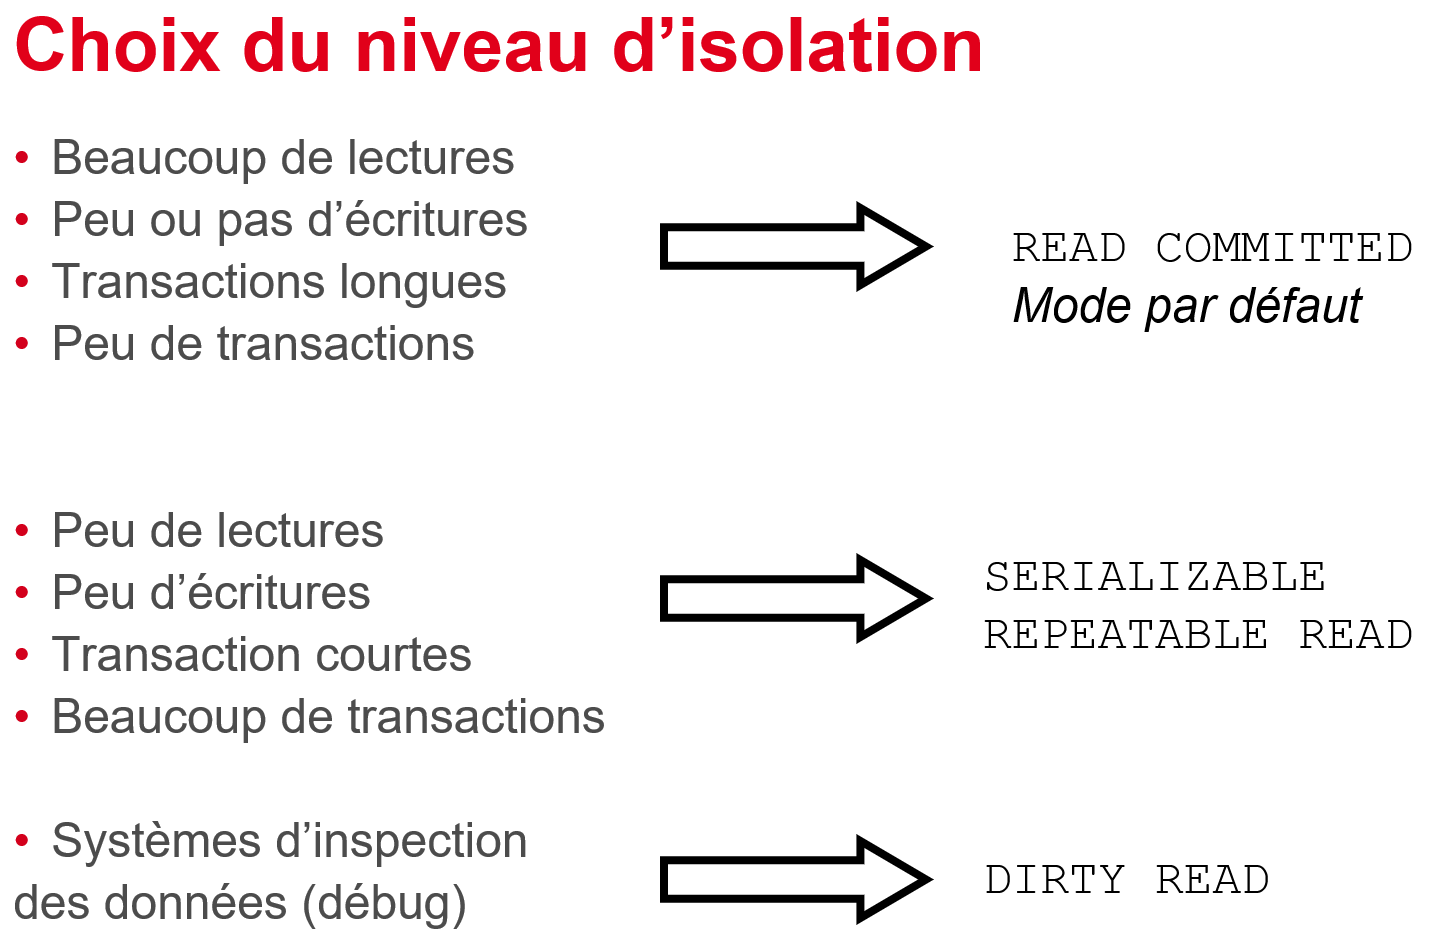 Choix du niveau d’isolation
• Beaucoup de lectures
• Peu ou pas d’écritures
• Transactions longues
• Peu de transactions
READ COMMITTED
Mode par défaut
• Peu de lectures
• Peu d’écritures
• Transaction courtes
• Beaucoup de transactions
SERIALIZABLE
REPEATABLE READ
• Systèmes d’inspection
des données (débug)
DIRTY READ